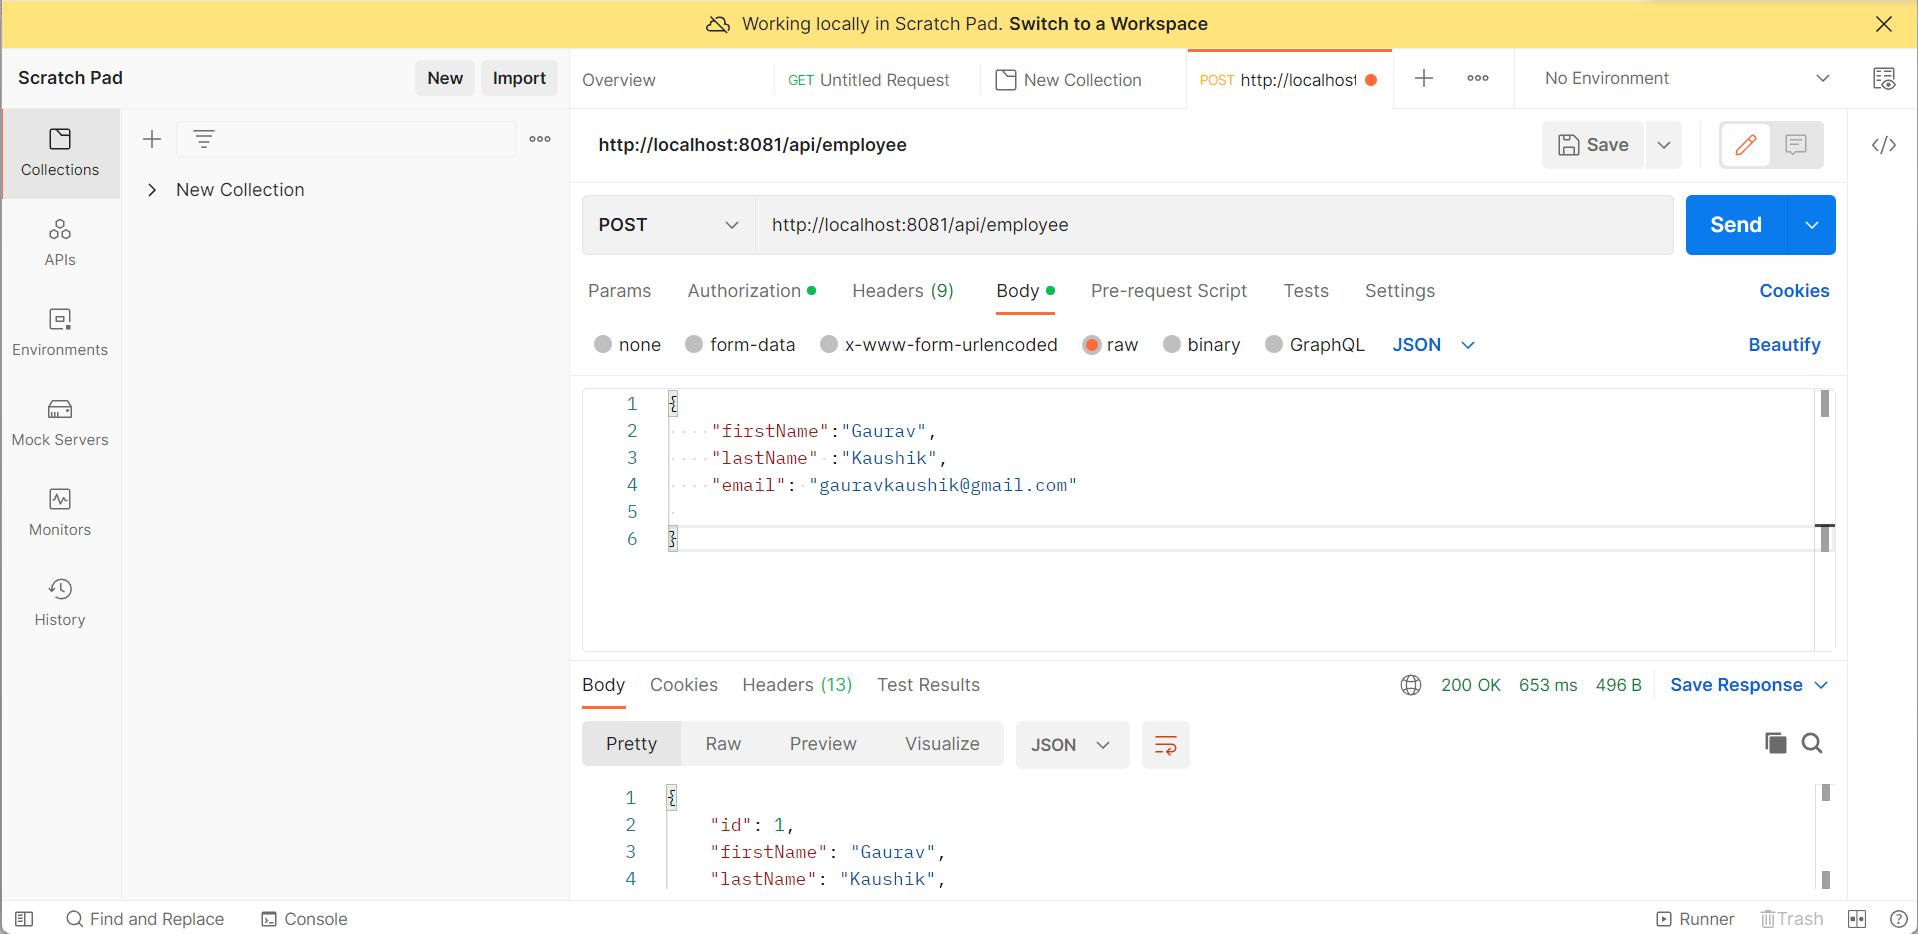 Working locally in Scratch Pad. Switch to a Workspace
Scratch Pad New Import
Overview GET Untitled Request New Collection POST http://localhost No Environment
Collections
APIs
Environments
Mock Servers
Monitors
History
New Collection
http://localhost:8081/api/employee Save
POST http://localhost:8081/api/employee Send
Params Authorization Headers (9) Body Pre-request Script Tests Settings Cookies
none form-data x-www-form-urlencoded raw binary GraphQL JSON Beautify
1 {
2 "firstName":"Gaurav",
3 "lastName" :"Kaushik",
4 "email": "gauravkaushik@gmail.com"
5
6 }
Body Cookies Headers (13) Test Results 200 OK 653 ms 496 B Save Response
Pretty Raw Preview Visualize JSON
1 {
2 "id": 1,
3 "firstName": "Gaurav",
4 "lastName": "Kaushik",
Find and Replace Console Runner Trash